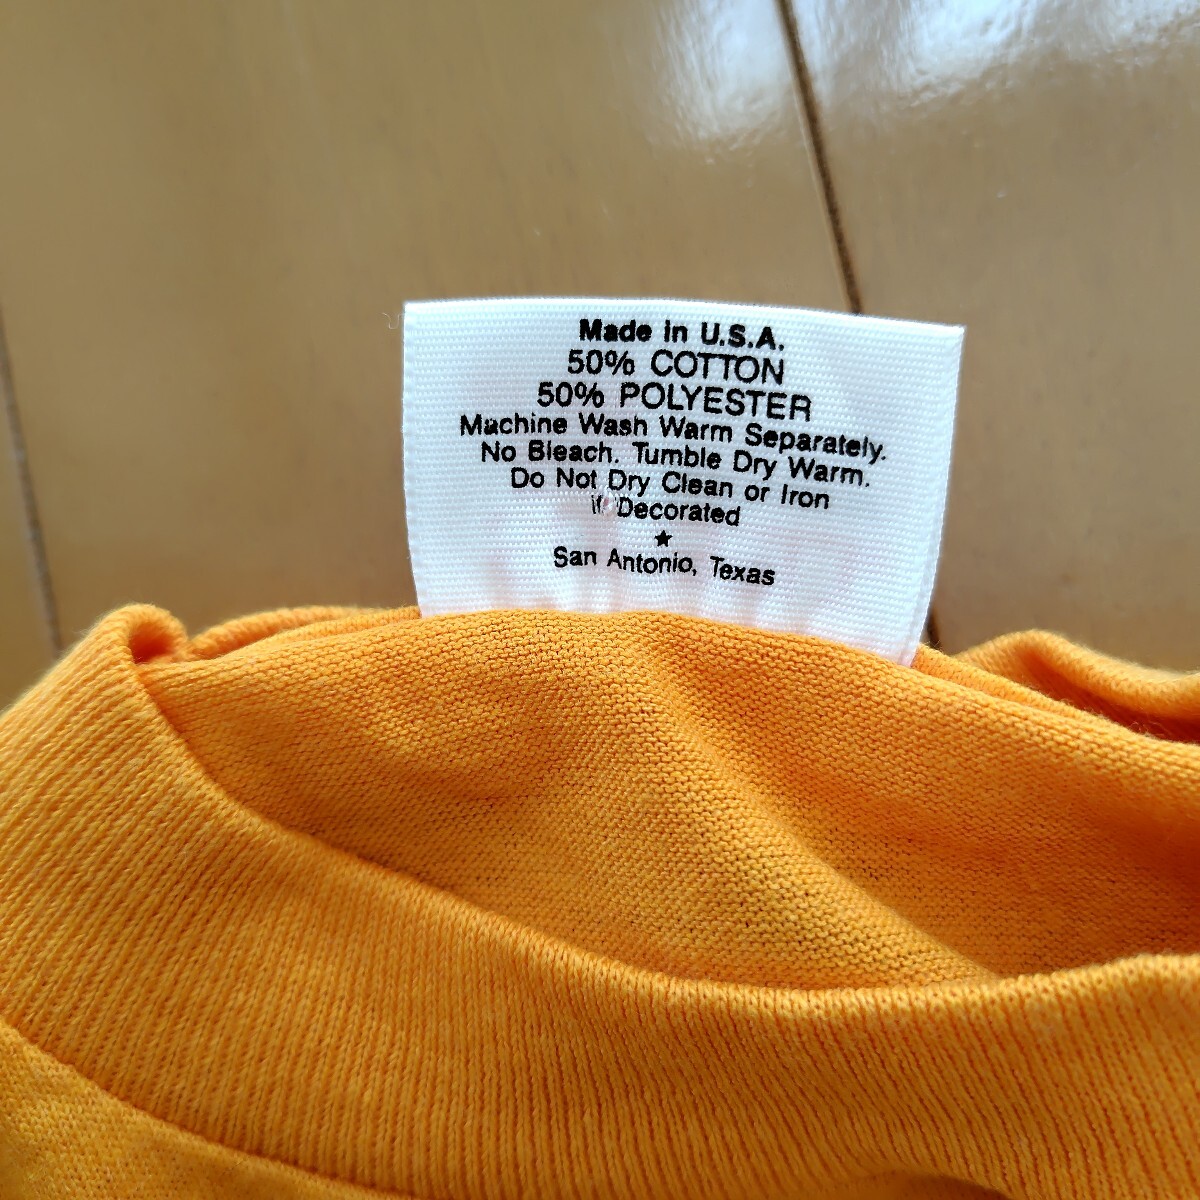 Made in U.S.A.
50% COTTON
50% POLYESTER
Machine Wash Warm Separately.
No Bleach. Tumble Dry Warm.
Do Not Dry Clean or Iron
if Decorated
★
San Antonio, Texas